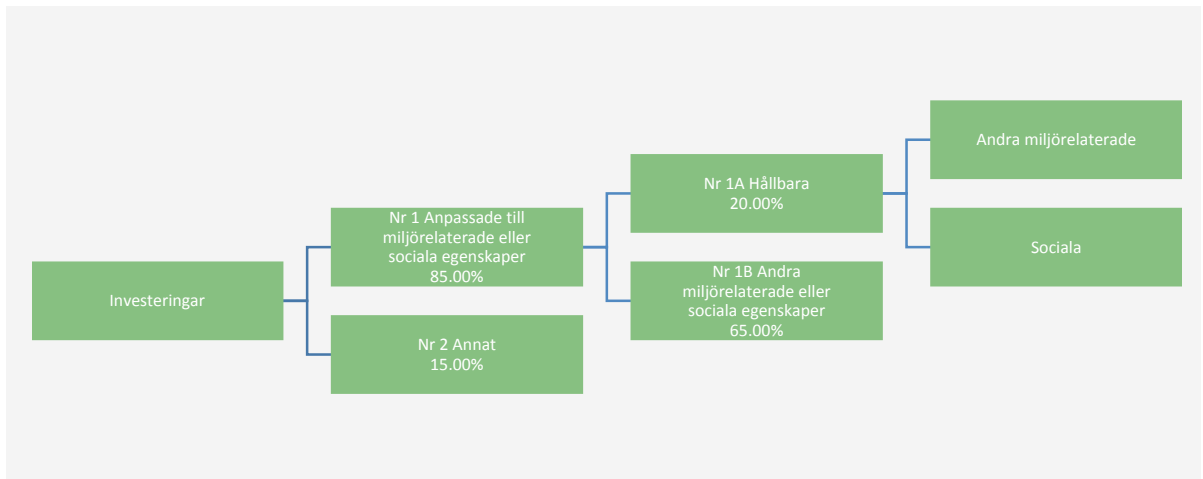 Investeringar
Nr 1 Anpassade till
miljörelaterade eller
sociala egenskaper
85.00%
Nr 2 Annat
15.00%
Nr 1A Hållbara
20.00%
Nr 1B Andra
miljörelaterade eller
sociala egenskaper
65.00%
Andra miljörelaterade
Sociala